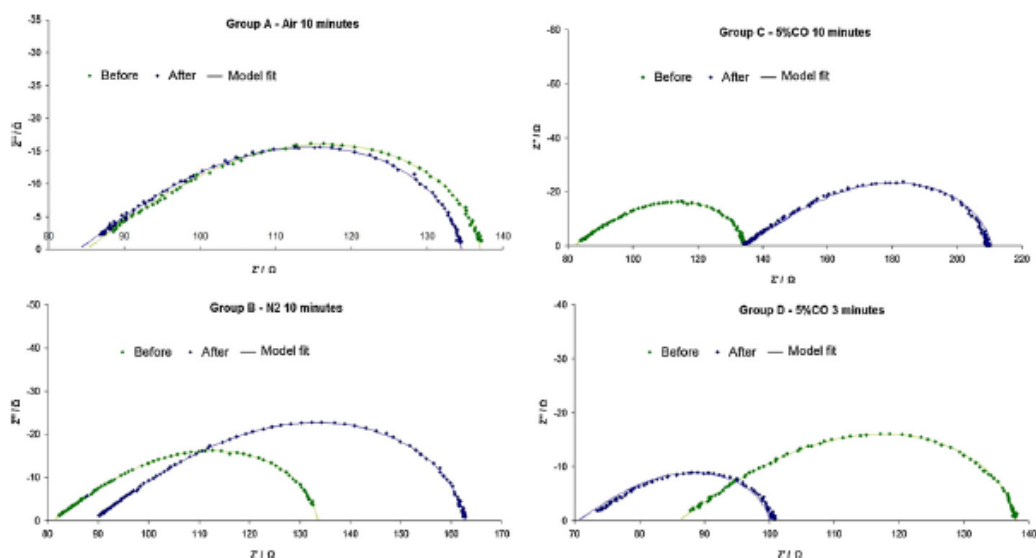 Group A - Air 10 minutes
Before After Model fit
-35
-30
-25
-20
-15
-10
-5
0
80 90 100 110 120 130 140
Z' / Ω
Z'' / Ω
Group C - 5%CO 10 minutes
Before After Model fit
-80
-60
-40
-20
0
80 100 120 140 160 180 200 220
Z' / Ω
Z'' / Ω
Group B - N2 10 minutes
Before After Model fit
-50
-40
-30
-20
-10
0
80 90 100 110 120 130 140 150 160 170
Z' / Ω
Z'' / Ω
Group D - 5%CO 3 minutes
Before After Model fit
-40
-30
-20
-10
0
70 80 90 100 110 120 130 140
Z' / Ω
Z'' / Ω